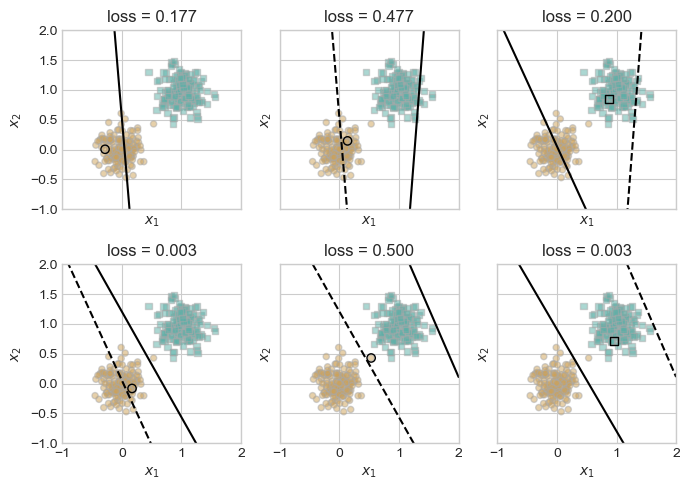 loss = 0.177
loss = 0.477
loss = 0.200
2.0
1.5
1.0
0.5
0.0
−0.5
−1.0
x2
x2
x2
x1
x1
x1
loss = 0.003
loss = 0.500
loss = 0.003
2.0
1.5
1.0
0.5
0.0
−0.5
−1.0
x2
x2
x2
−1 0 1 2
−1 0 1 2
−1 0 1 2
x1
x1
x1